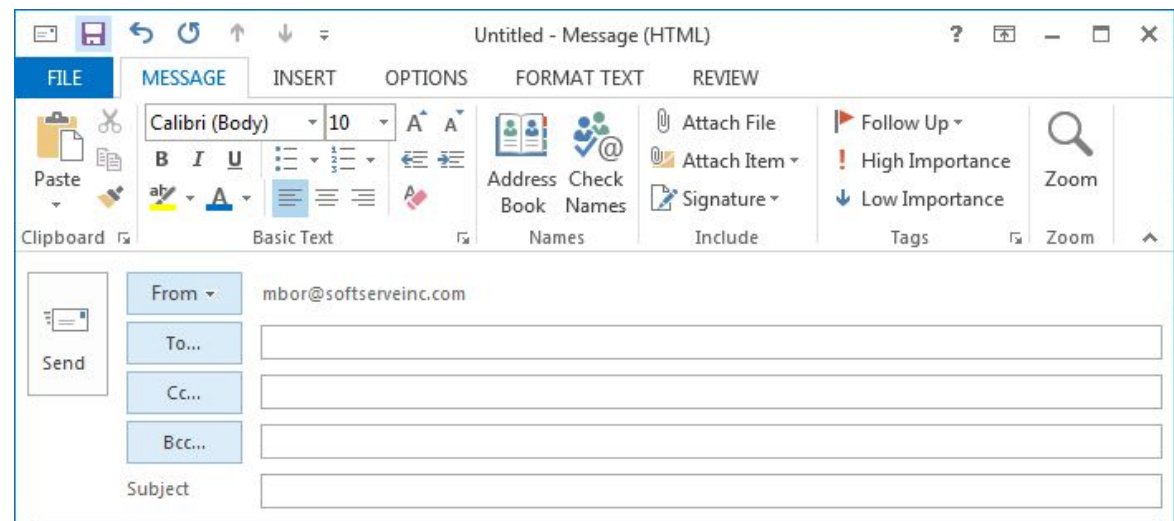 Untitled - Message (HTML) ?
FILE MESSAGE INSERT OPTIONS FORMAT TEXT REVIEW
Paste
Calibri (Body) 10 A A
B I U
aby A
Address Book
Check Names
Attach File
Attach Item
Signature
Follow Up
! High Importance
Low Importance
Zoom
Clipboard Basic Text Names Include Tags Zoom
Send
From mbor@softserveinc.com
To...
Cc...
Bcc...
Subject